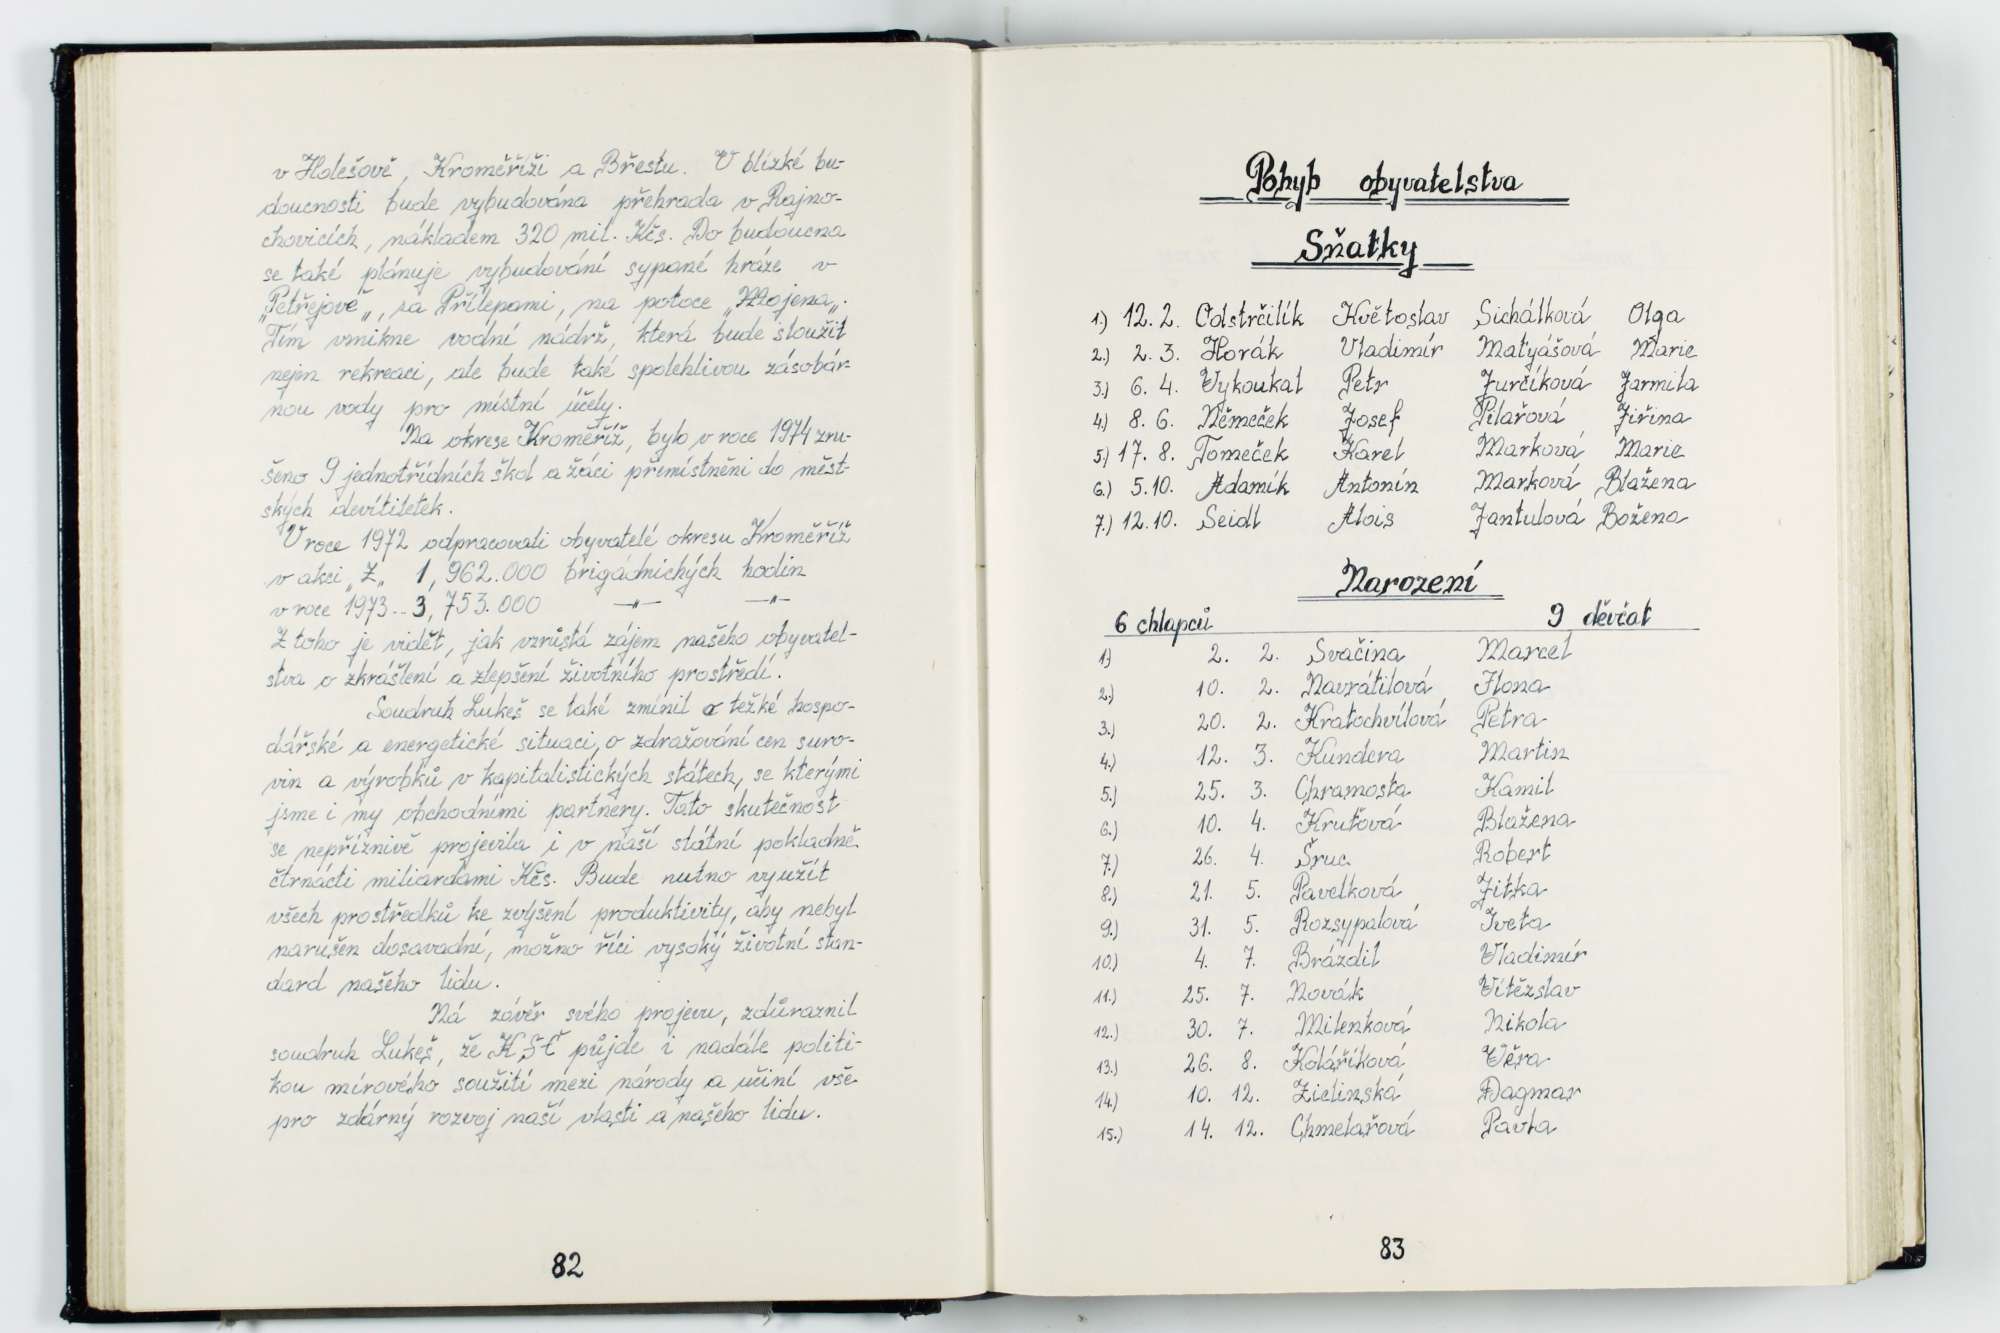 v Holešově, Kroměříži a Břestu. V blízké bu-
doucnosti bude vybudována přehrada v Rajno-
chovicích, nákladem 320 mil. Kčs. Do budoucna
se také plánuje vybudování sypané hráze v
„Petřejově„, za Přílepami, na potoce „Mojena„.
Tím vznikne vodní nádrž, která bude sloužit
nejen rekreaci, ale bude také spolehlivou zásobár-
nou vody pro místní účely.
Na okrese Kroměříž, bylo v roce 1974 zru-
šeno 9 jednotřídních škol a žáci přemístněni do měst-
ských devítiletek.
V roce 1972 odpracovali obyvatelé okresu Kroměříž
v akci „Z„ 1, 962.000 brigádnických hodin
v roce 1973 -- 3, 753.000 —"— —"—
Z toho je vidět, jak vzrůstá zájem našeho obyvatel-
stva o zkrášlení a zlepšení životního prostředí.
Soudruh Lukeš se také zmínil o težké hospo-
dářské a energetické situaci, o zdražování cen suro-
vin a výrobků v kapitalistických státech, se kterými
jsme i my obchodními partnery. Tato skutečnost
se nepříznivě projevila i v naší státní pokladně
čtrnácti miliardami Kčs. Bude nutno využít
všech prostředků ke zvýšení produktivity, aby nebyl
narušen dosavadní, možno říci vysoký životní stan-
dard našeho lidu.
Ná závěr svého projevu, zdůraznil
soudruh Lukeš, že KSČ půjde i nadále politi-
kou mírového soužití mezi národy a učiní vše
pro zdárný rozvoj naší vlasti a našeho lidu.
82
Pohyb obyvatelstva
Sňatky
1.) 12. 2. Odstrčilík Květoslav Sichálková Olga
2.) 2. 3. Horák Vladimír Matyášová Marie
3.) 6. 4. Vykoukal Petr Jurčíková Jarmila
4.) 8. 6. Němeček Josef Pilařová Jiřina
5.) 17. 8. Tomeček Karel Marková Marie
6.) 5.10. Adamík Antonín Marková Blažena
7.) 12.10. Seidl Alois Jantulová Božena
Narození
6 chlapců 9 děvčat
1) 2. 2. Svačina Marcel
2.) 10. 2. Navrátilová Ilona
3.) 20. 2. Kratochvílová Petra
4.) 12. 3. Kundera Martin
5.) 25. 3. Chramosta Kamil
6.) 10. 4. Kruťová Blažena
7.) 26. 4. Šruc Robert
8.) 21. 5. Pavelková Jitka
9.) 31. 5. Rozsypalová Iveta
10.) 4. 7. Brázdil Vladimír
11.) 25. 7. Novák Vítězslav
12.) 30. 7. Milenková Nikola
13.) 26. 8. Kolaříková Věra
14.) 10. 12. Zielinská Dagmar
15.) 14. 12. Chmelařová Pavla
83